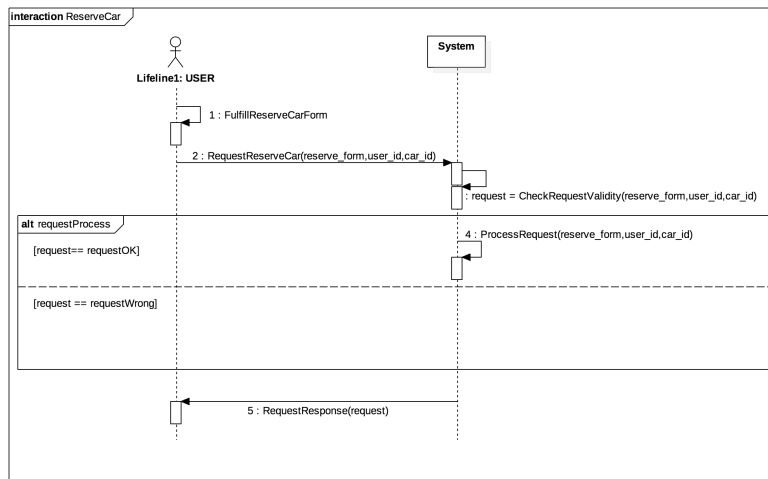 interaction ReserveCar
System
Lifeline1: USER
1 : FulfillReserveCarForm
2 : RequestReserveCar(reserve_form,user_id,car_id)
: request = CheckRequestValidity(reserve_form,user_id,car_id)
alt requestProcess
4 : ProcessRequest(reserve_form,user_id,car_id)
[request== requestOK]
[request == requestWrong]
5 : RequestResponse(request)